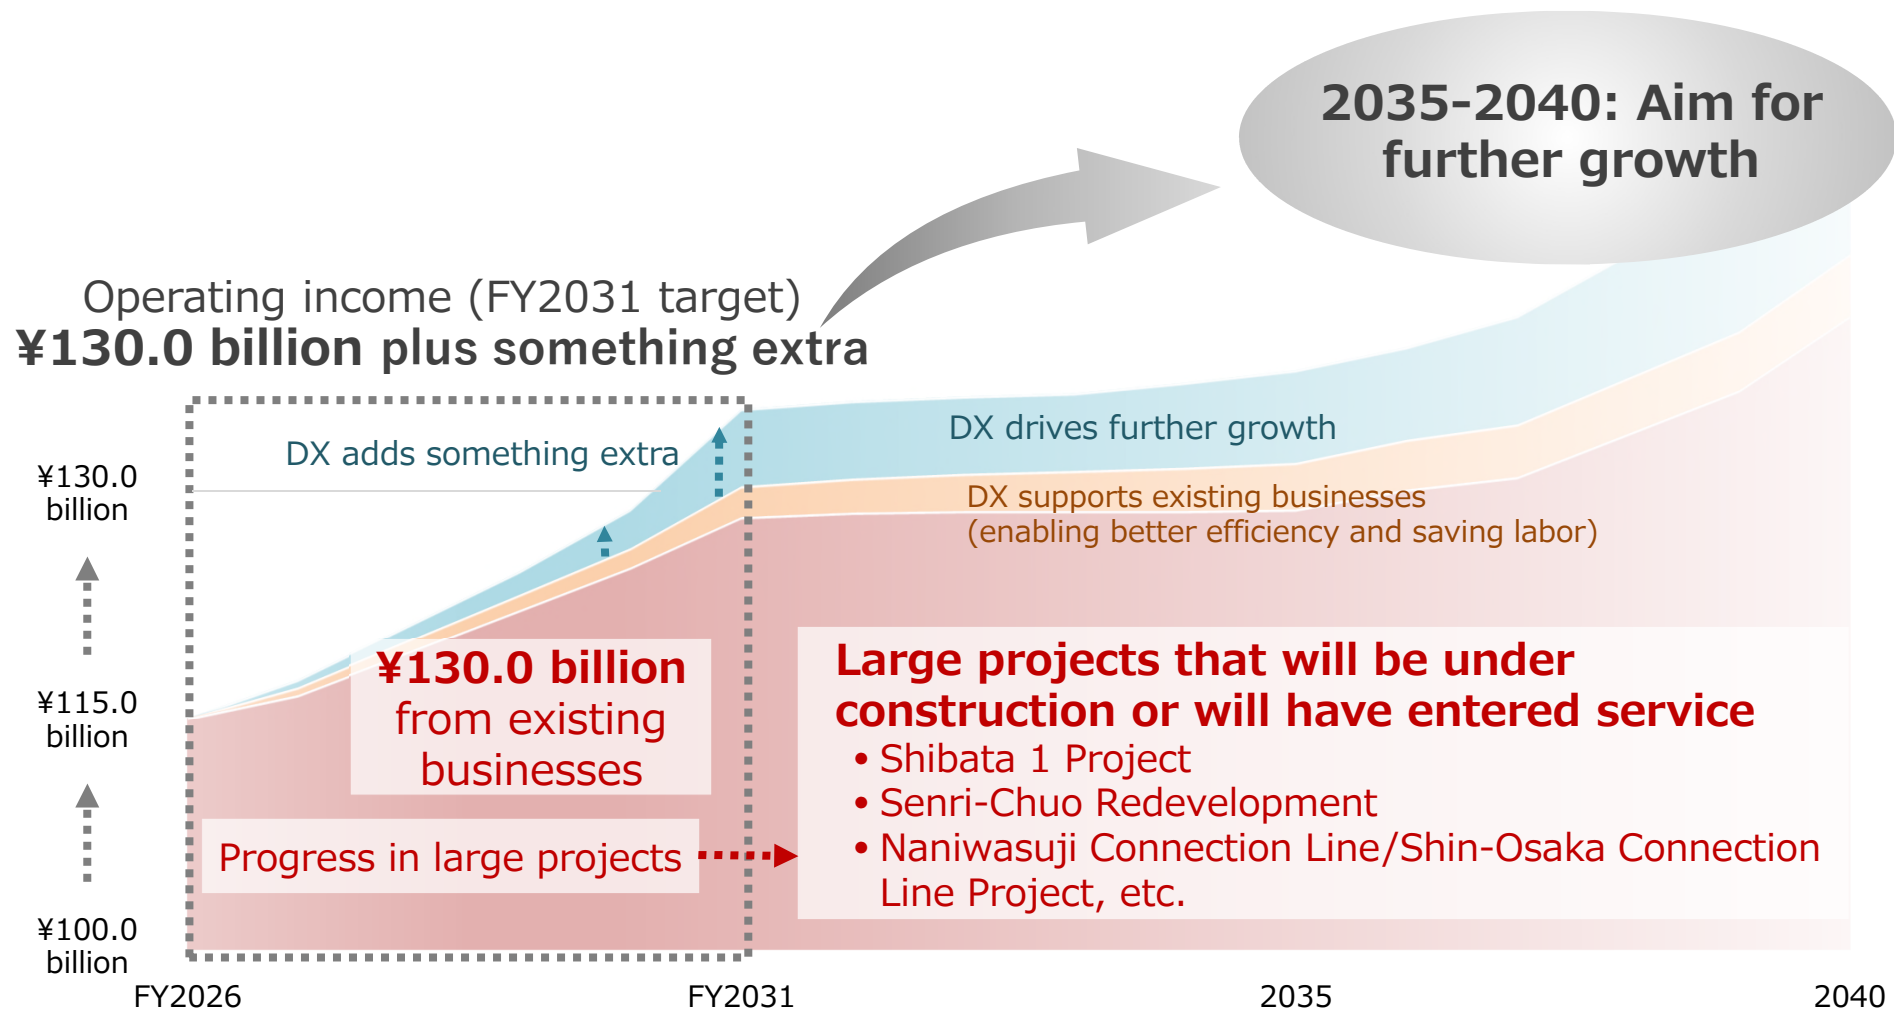 2035-2040: Aim for
further growth
Operating income (FY2031 target)
¥130.0 billion plus something extra
DX adds something extra
DX drives further growth
DX supports existing businesses
(enabling better efficiency and saving labor)
¥130.0
billion
¥115.0
billion
¥100.0
billion
¥130.0 billion
from existing
businesses
Progress in large projects
Large projects that will be under
construction or will have entered service
• Shibata 1 Project
• Senri-Chuo Redevelopment
• Naniwasuji Connection Line/Shin-Osaka Connection
Line Project, etc.
FY2026
FY2031
2035
2040